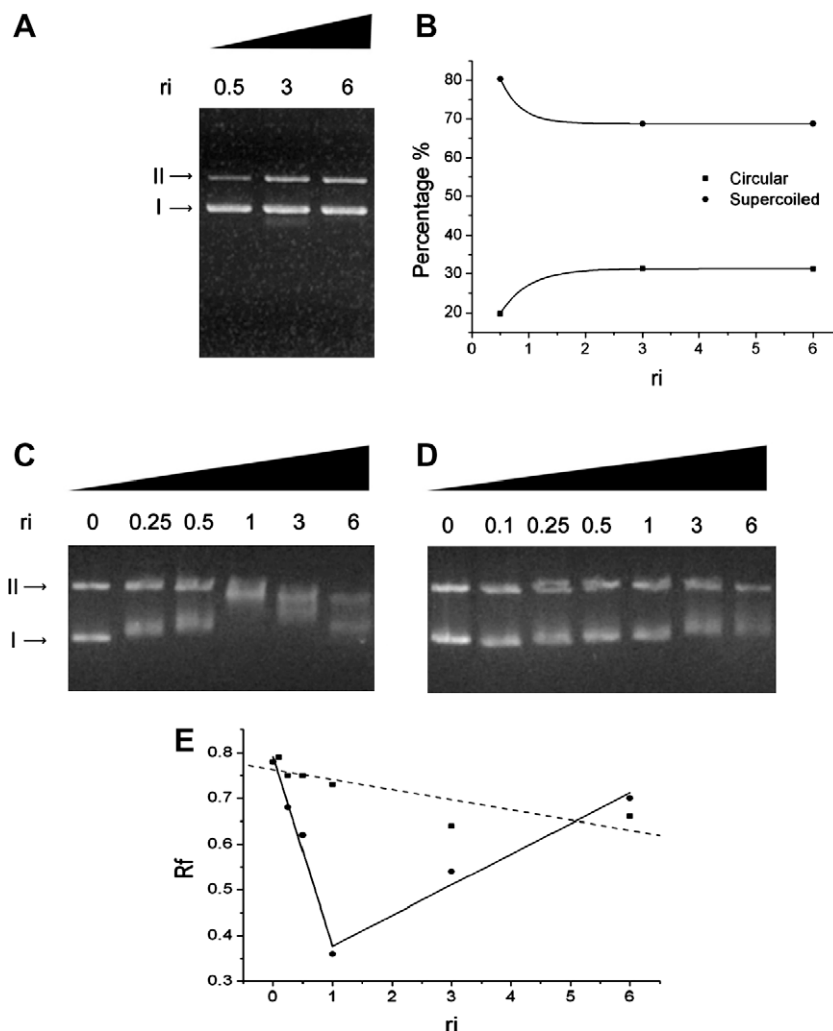 A
ri 0.5 3 6
II →
I →
B
Percentage %
80
70
60
50
40
30
20
Circular
Supercoiled
0 1 2 3 4 5 6
ri
C
ri 0 0.25 0.5 1 3 6
II →
I →
D
0 0.1 0.25 0.5 1 3 6
E
Rf
0.8
0.7
0.6
0.5
0.4
0.3
0 1 2 3 4 5 6
ri